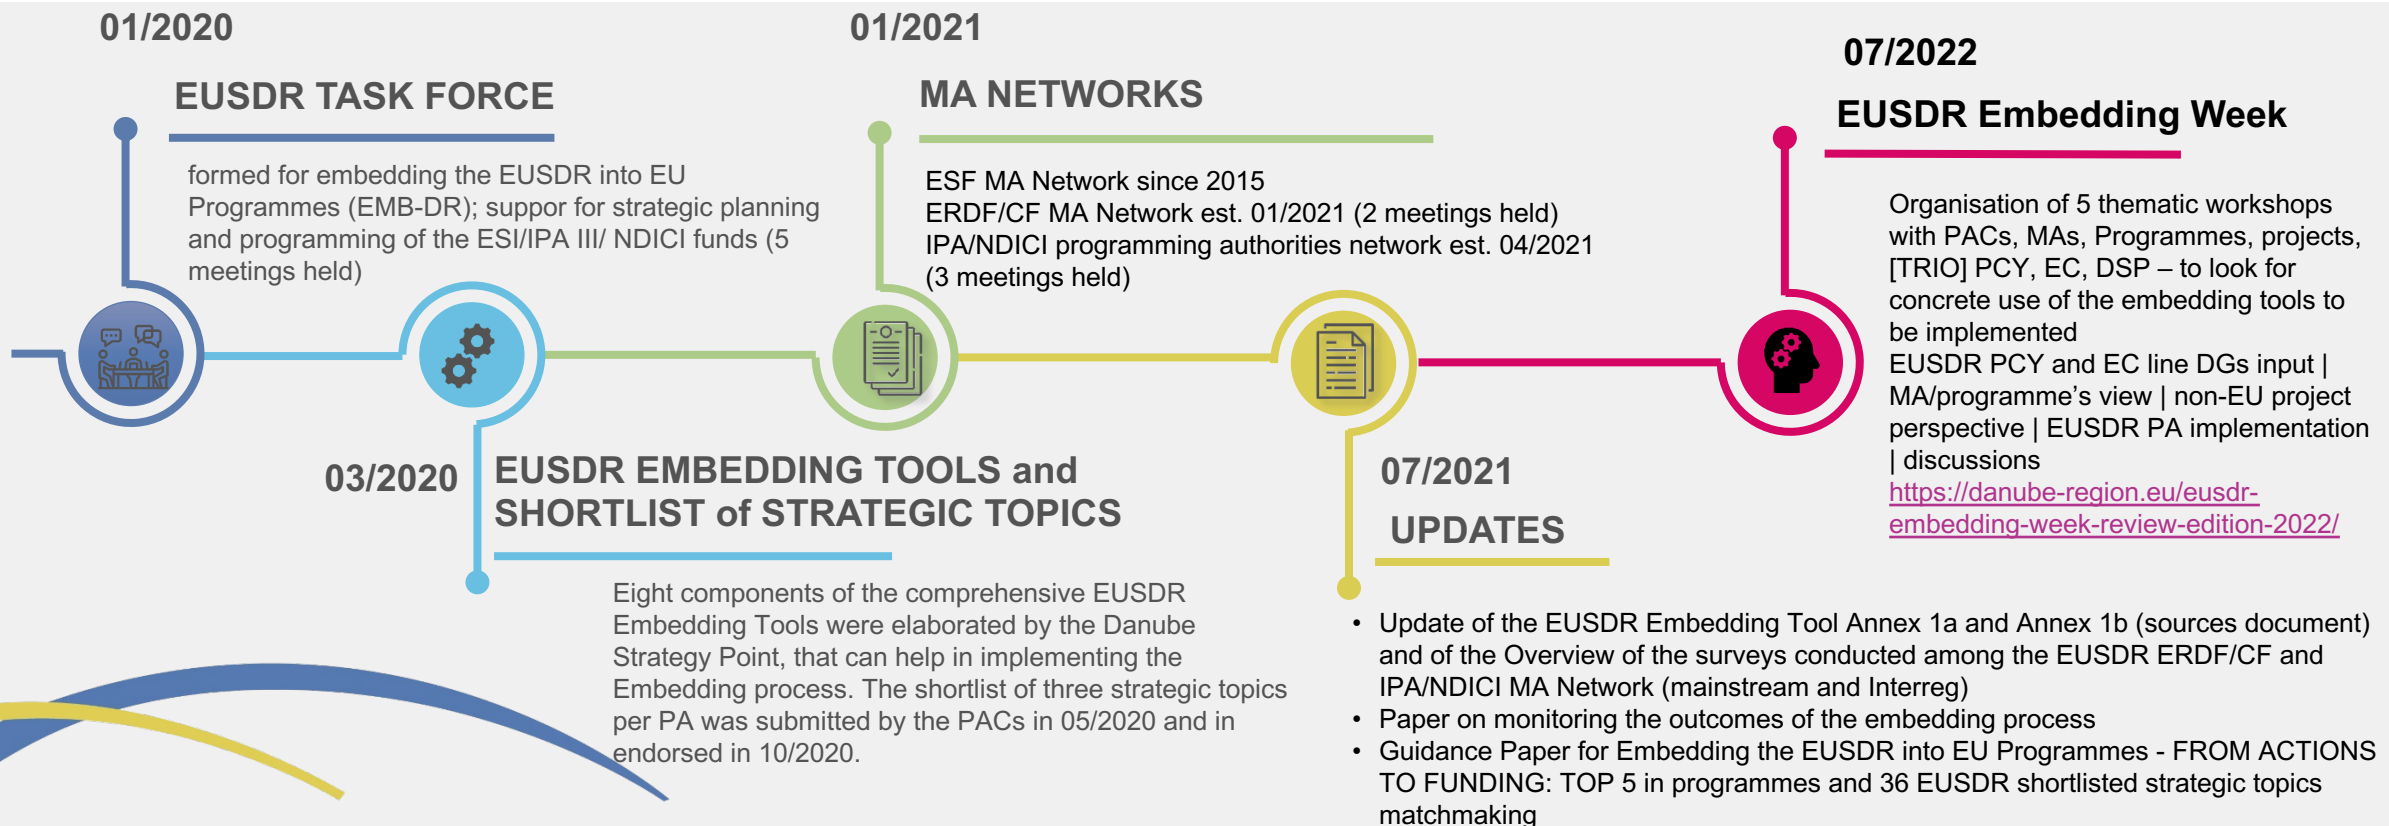 01/2020
EUSDR TASK FORCE
formed for embedding the EUSDR into EU
Programmes (EMB-DR); suppor for strategic planning
and programming of the ESI/IPA III/ NDICI funds (5
meetings held)
03/2020
EUSDR EMBEDDING TOOLS and
SHORTLIST of STRATEGIC TOPICS
Eight components of the comprehensive EUSDR
Embedding Tools were elaborated by the Danube
Strategy Point, that can help in implementing the
Embedding process. The shortlist of three strategic topics
per PA was submitted by the PACs in 05/2020 and in
endorsed in 10/2020.
01/2021
MA NETWORKS
ESF MA Network since 2015
ERDF/CF MA Network est. 01/2021 (2 meetings held)
IPA/NDICI programming authorities network est. 04/2021
(3 meetings held)
07/2021
UPDATES
• Update of the EUSDR Embedding Tool Annex 1a and Annex 1b (sources document)
and of the Overview of the surveys conducted among the EUSDR ERDF/CF and
IPA/NDICI MA Network (mainstream and Interreg)
• Paper on monitoring the outcomes of the embedding process
• Guidance Paper for Embedding the EUSDR into EU Programmes - FROM ACTIONS
TO FUNDING: TOP 5 in programmes and 36 EUSDR shortlisted strategic topics
matchmaking
07/2022
EUSDR Embedding Week
Organisation of 5 thematic workshops
with PACs, MAs, Programmes, projects,
[TRIO] PCY, EC, DSP – to look for
concrete use of the embedding tools to
be implemented
EUSDR PCY and EC line DGs input |
MA/programme’s view | non-EU project
perspective | EUSDR PA implementation
| discussions
https://danube-region.eu/eusdr-
embedding-week-review-edition-2022/